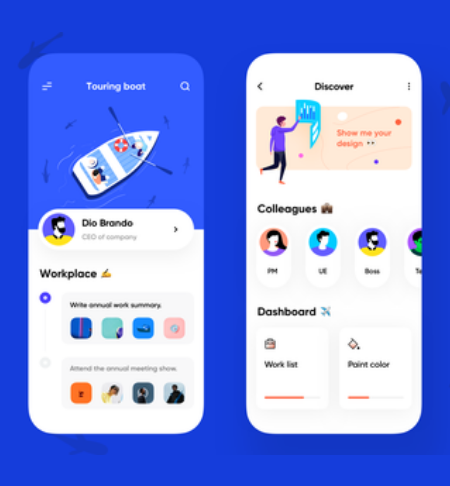 Touring boat
Dio Brando
CEO of company
Workplace
Write annual work summary.
Attend the annual meeting show.
Discover
Show me your
design
Colleagues
PM
UE
Boss
Dashboard
Work list
Paint color